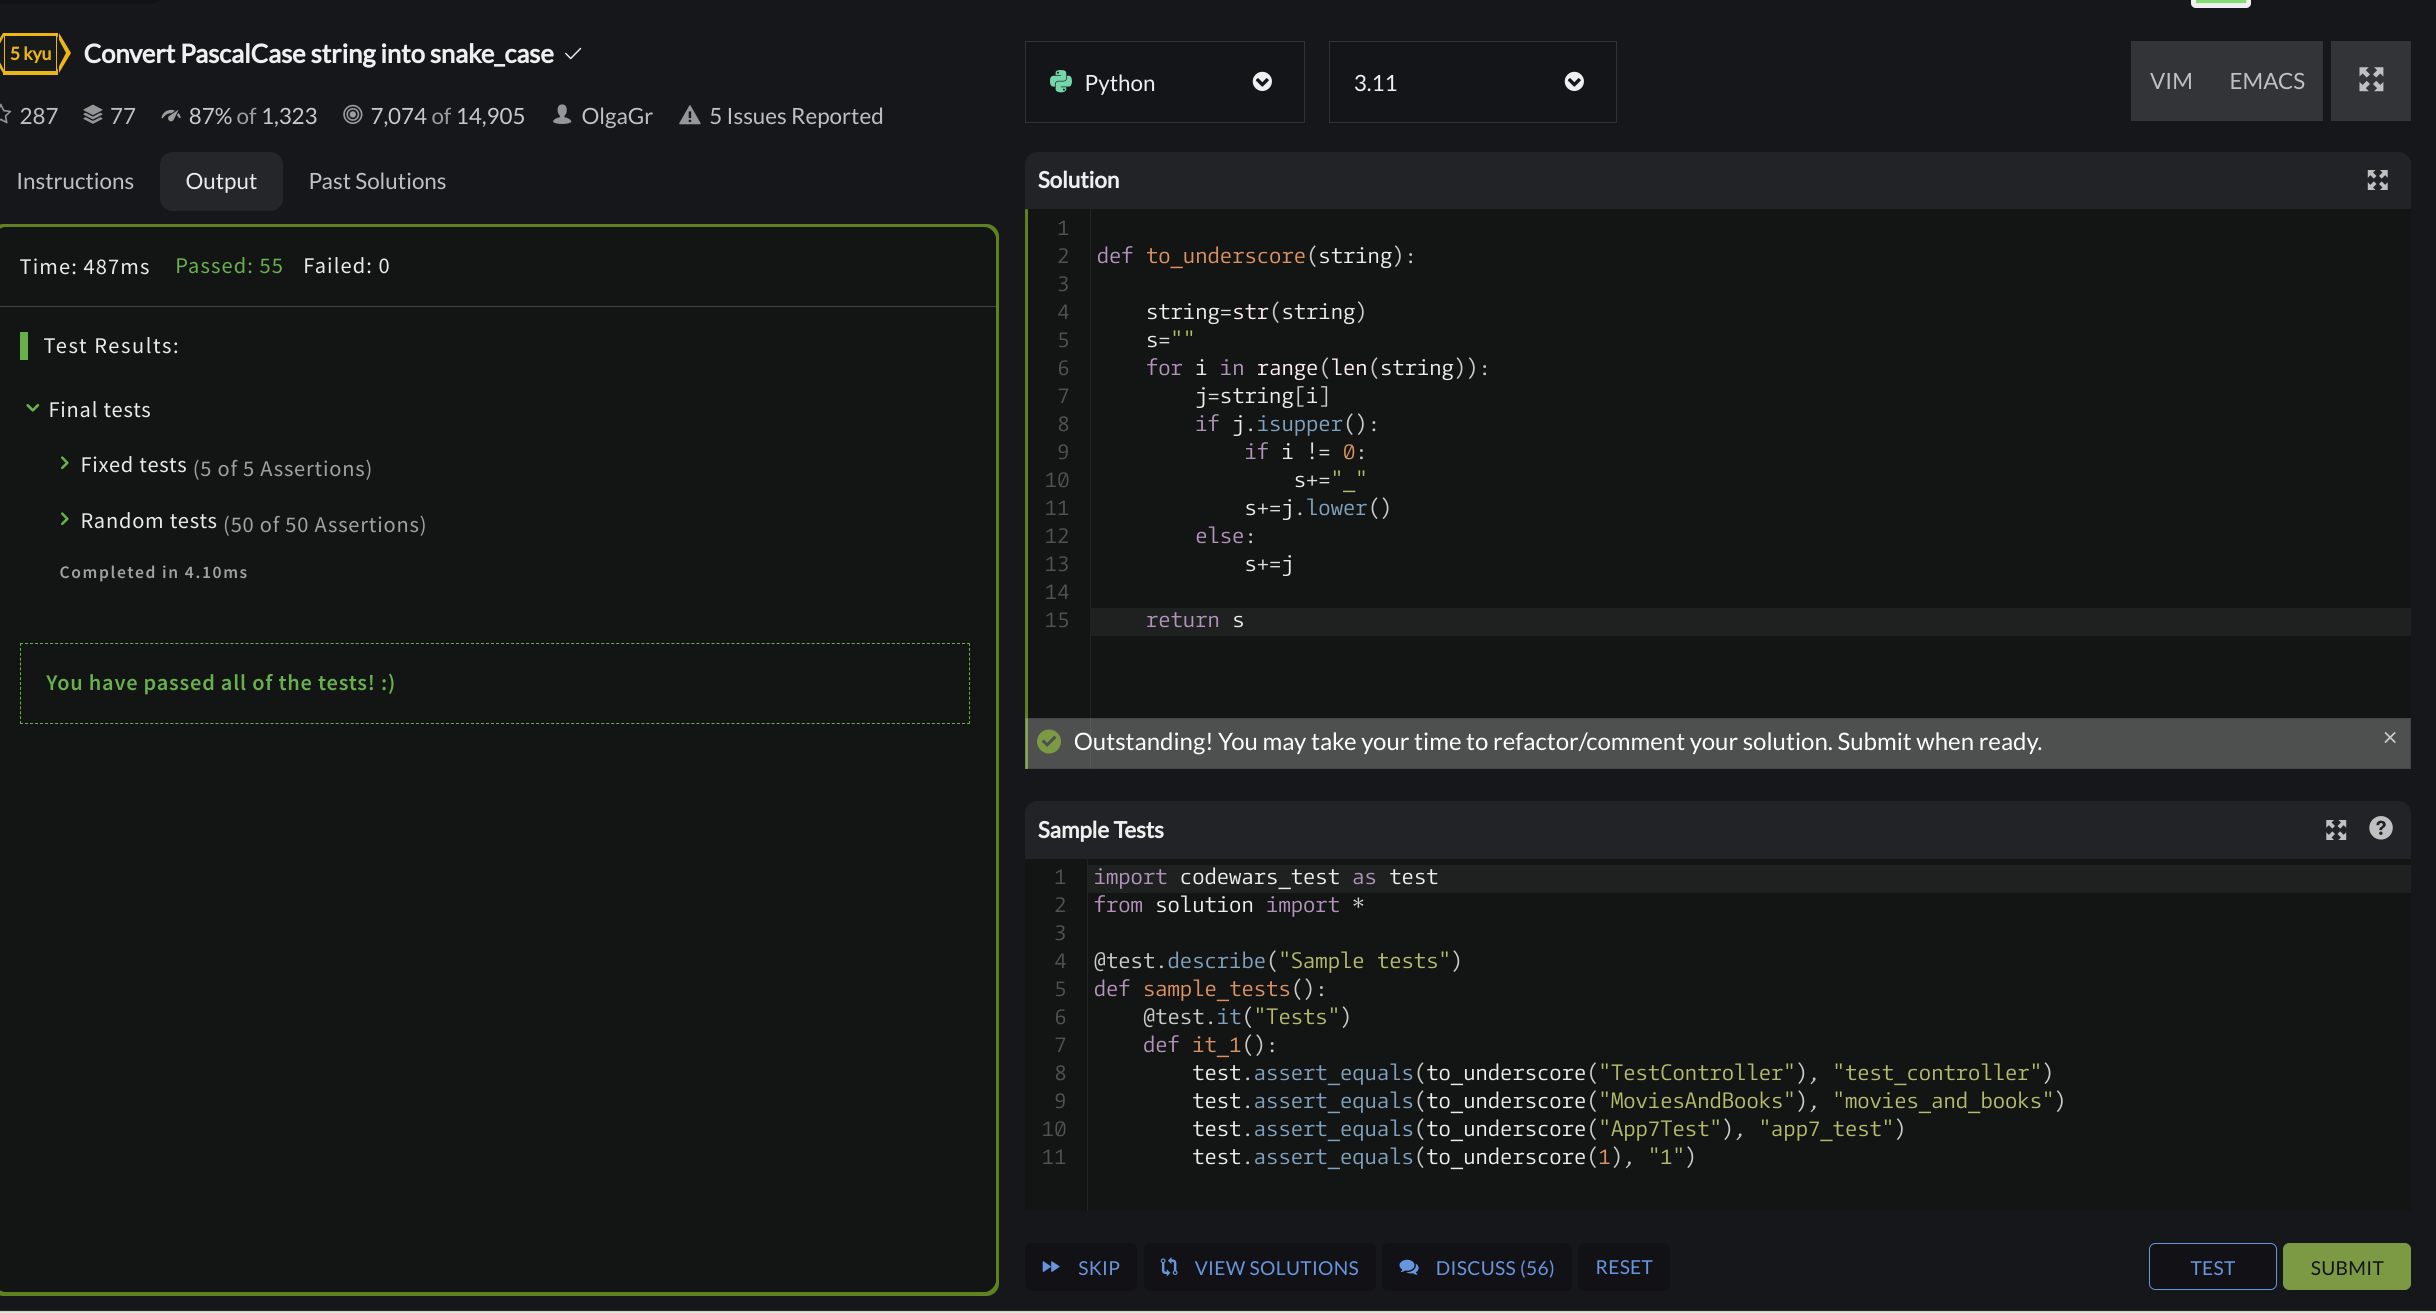 5 kyu Convert PascalCase string into snake_case
287 77 87% of 1,323 7,074 of 14,905 OlgaGr 5 Issues Reported
Instructions Output Past Solutions
Time: 487ms Passed: 55 Failed: 0
Test Results:
Final tests
Fixed tests (5 of 5 Assertions)
Random tests (50 of 50 Assertions)
Completed in 4.10ms
You have passed all of the tests! :)
Python 3.11 VIM EMACS
Solution
1
2 def to_underscore(string):
3
4     string=str(string)
5     s=""
6     for i in range(len(string)):
7         j=string[i]
8         if j.isupper():
9             if i != 0:
10                 s+="_"
11             s+=j.lower()
12         else:
13             s+=j
14
15     return s
Outstanding! You may take your time to refactor/comment your solution. Submit when ready.
Sample Tests
1 import codewars_test as test
2 from solution import *
3
4 @test.describe("Sample tests")
5 def sample_tests():
6     @test.it("Tests")
7     def it_1():
8         test.assert_equals(to_underscore("TestController"), "test_controller")
9         test.assert_equals(to_underscore("MoviesAndBooks"), "movies_and_books")
10         test.assert_equals(to_underscore("App7Test"), "app7_test")
11         test.assert_equals(to_underscore(1), "1")
SKIP VIEW SOLUTIONS DISCUSS (56) RESET TEST SUBMIT